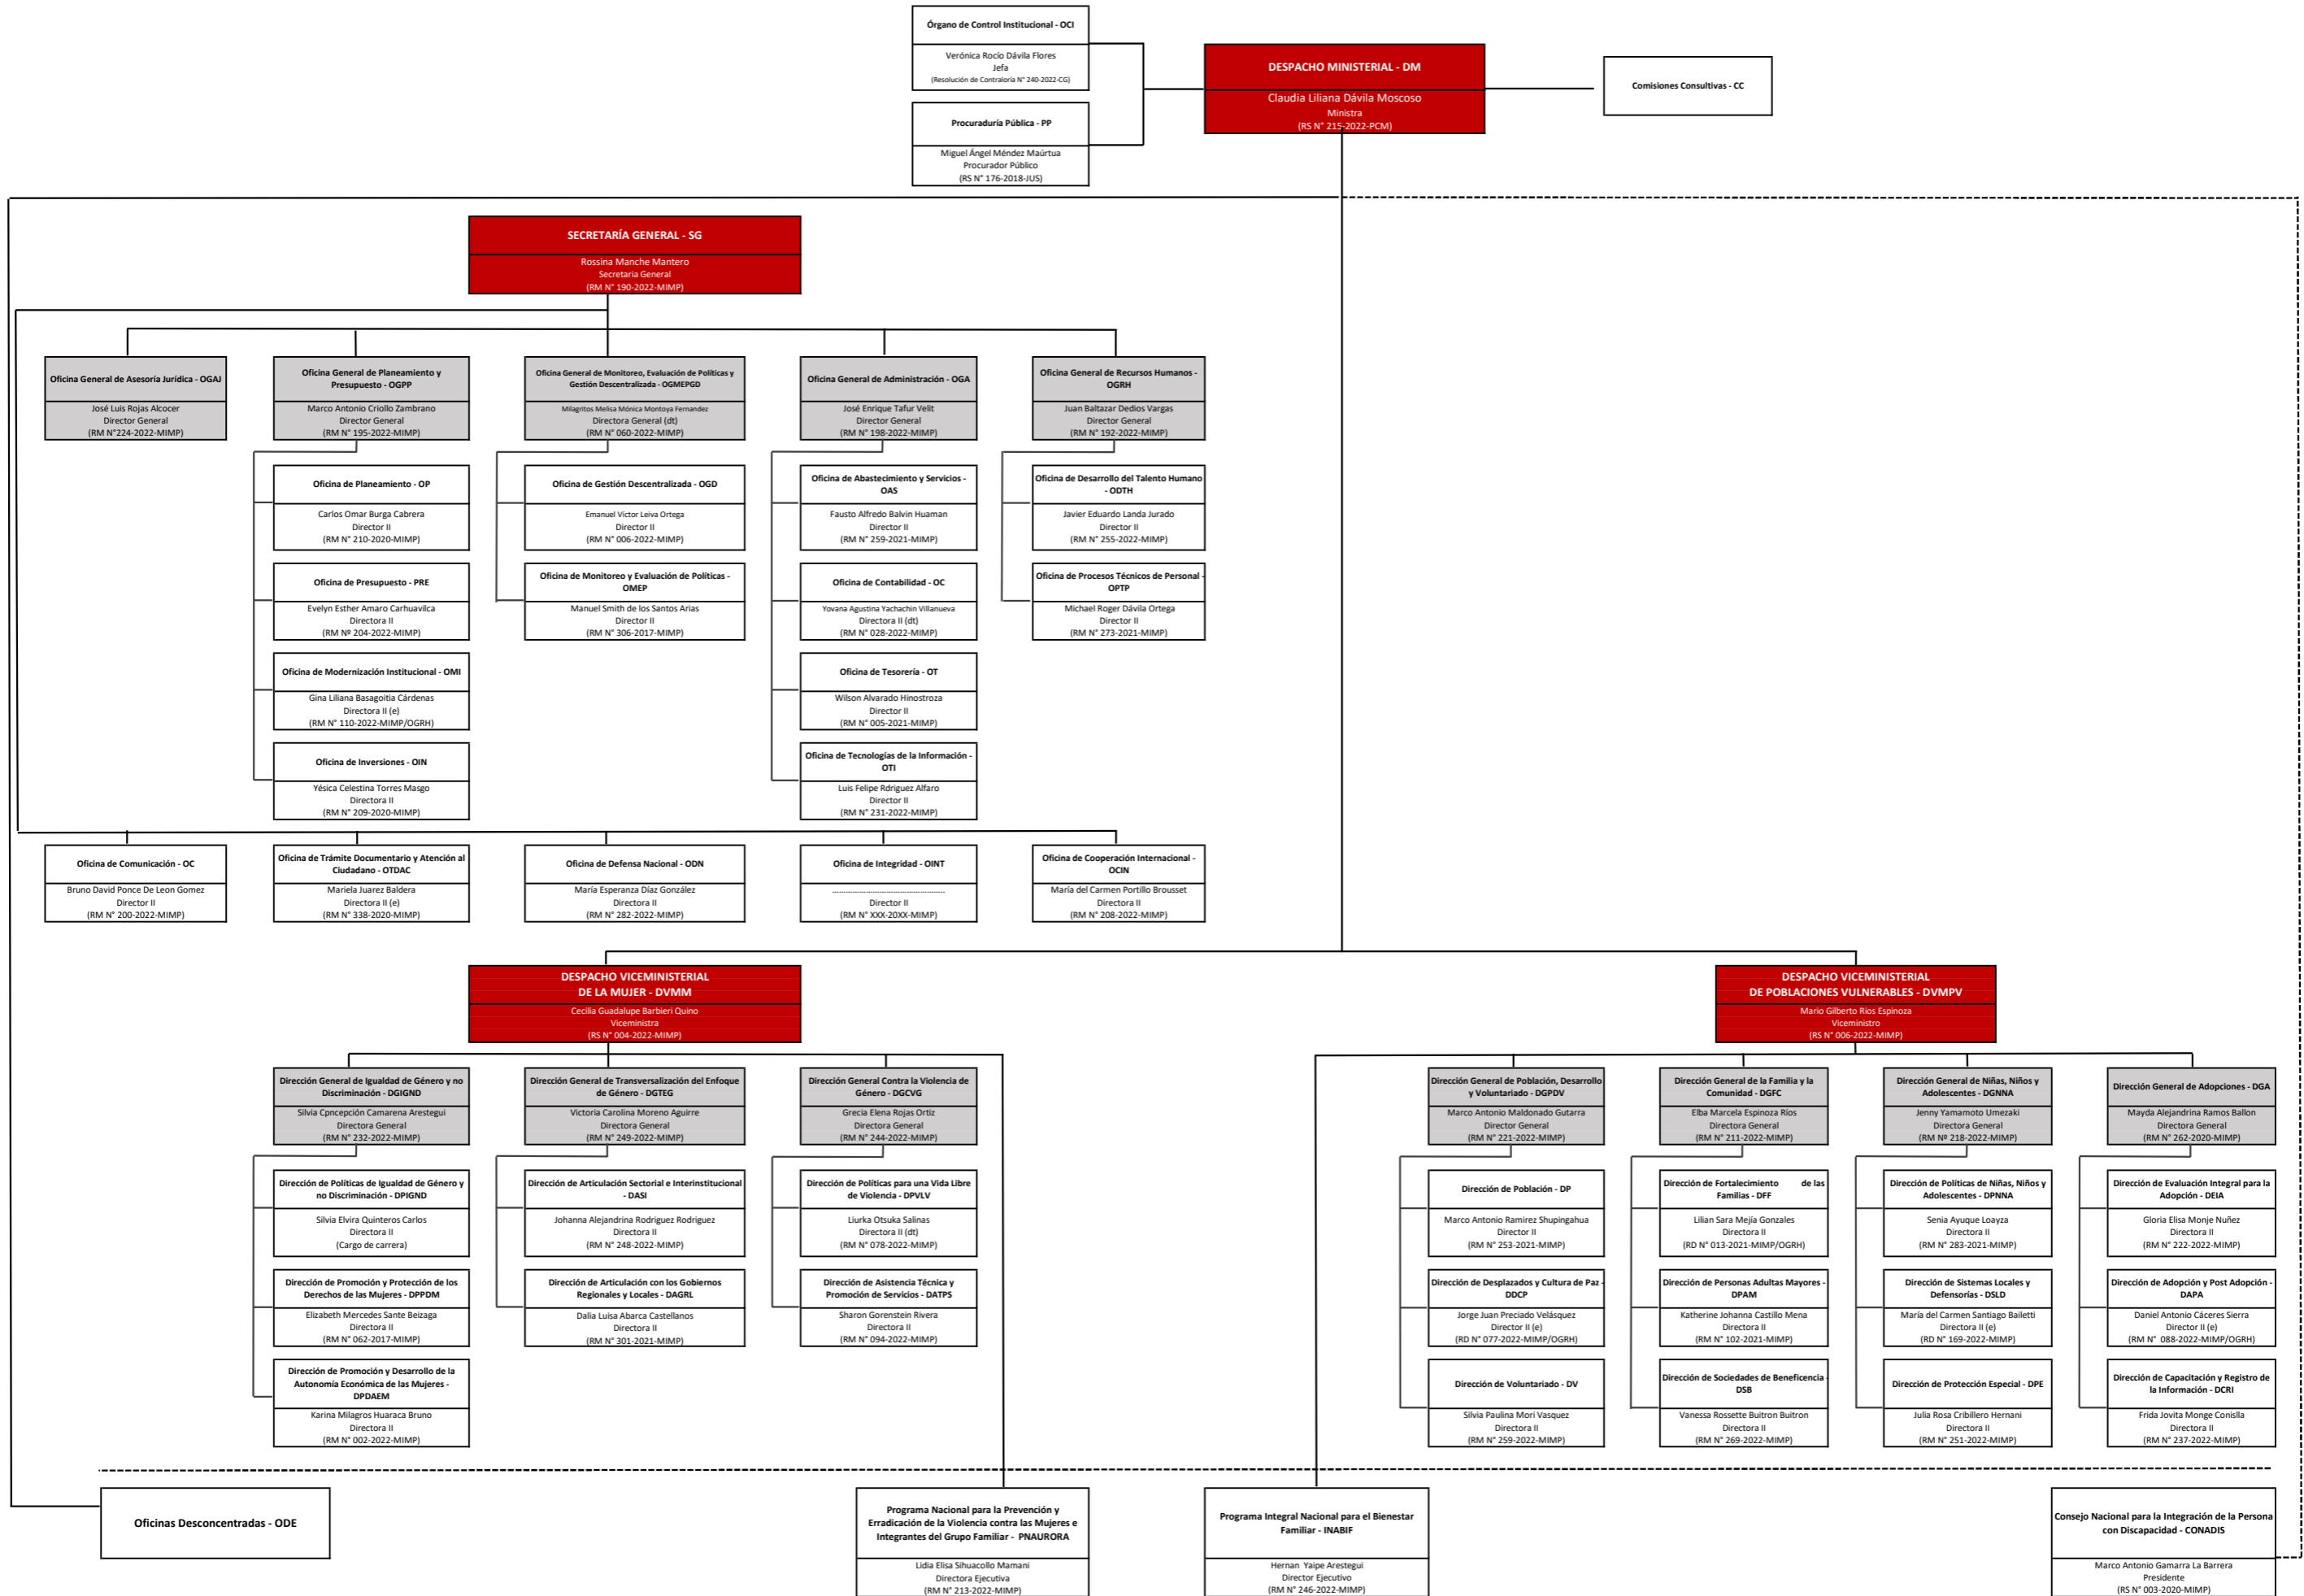 Órgano de Control Institucional - OCI
Verónica Rocío Dávila Flores
Jefa
(Resolución de Contraloría N° 240-2022-CG)
DESPACHO MINISTERIAL - DM
Claudia Liliana Dávila Moscoso
Ministra
(RS N° 215-2022-PCM)
Comisiones Consultivas - CC
Procuraduría Pública - PP
Miguel Ángel Méndez Maúrtua
Procurador Público
(RS N° 176-2018-JUS)
SECRETARÍA GENERAL - SG
Rossina Manche Mantero
Secretaria General
(RM N° 190-2022-MIMP)
Oficina General de Asesoría Jurídica - OGAJ
José Luis Rojas Alcocer
Director General
(RM N°224-2022-MIMP)
Oficina General de Planeamiento y
Presupuesto - OGPP
Marco Antonio Criollo Zambrano
Director General
(RM N° 195-2022-MIMP)
Oficina General de Monitoreo, Evaluación de Políticas y
Gestión Descentralizada - OGMEPGD
Milagritos Melisa Mónica Montoya Fernandez
Directora General (dt)
(RM N° 060-2022-MIMP)
Oficina General de Administración - OGA
José Enrique Tafur Velit
Director General
(RM N° 198-2022-MIMP)
Oficina General de Recursos Humanos -
OGRH
Juan Baltazar Dedios Vargas
Director General
(RM N° 192-2022-MIMP)
Oficina de Planeamiento - OP
Carlos Omar Burga Cabrera
Director II
(RM N° 210-2020-MIMP)
Oficina de Gestión Descentralizada - OGD
Emanuel Victor Leiva Ortega
Director II
(RM N° 006-2022-MIMP)
Oficina de Abastecimiento y Servicios -
OAS
Fausto Alfredo Balvin Huaman
Director II
(RM N° 259-2021-MIMP)
Oficina de Desarrollo del Talento Humano
- ODTH
Javier Eduardo Landa Jurado
Director II
(RM N° 255-2022-MIMP)
Oficina de Presupuesto - PRE
Evelyn Esther Amaro Carhuavilca
Directora II
(RM Nº 204-2022-MIMP)
Oficina de Monitoreo y Evaluación de Políticas -
OMEP
Manuel Smith de los Santos Arias
Director II
(RM N° 306-2017-MIMP)
Oficina de Contabilidad - OC
Yovana Agustina Yachachin Villanueva
Directora II (dt)
(RM N° 028-2022-MIMP)
Oficina de Procesos Técnicos de Personal -
OPTP
Michael Roger Dávila Ortega
Director II
(RM N° 273-2021-MIMP)
Oficina de Modernización Institucional - OMI
Gina Liliana Basagoitia Cárdenas
Directora II (e)
(RM N° 110-2022-MIMP/OGRH)
Oficina de Tesorería - OT
Wilson Alvarado Hinostroza
Director II
(RM N° 005-2021-MIMP)
Oficina de Inversiones - OIN
Yésica Celestina Torres Masgo
Directora II
(RM N° 209-2020-MIMP)
Oficina de Tecnologías de la Información -
OTI
Luis Felipe Rdriguez Alfaro
Director II
(RM N° 231-2022-MIMP)
Oficina de Comunicación - OC
Bruno David Ponce De Leon Gomez
Director II
(RM N° 200-2022-MIMP)
Oficina de Trámite Documentario y Atención al
Ciudadano - OTDAC
Mariela Juarez Baldera
Directora II (e)
(RM N° 338-2020-MIMP)
Oficina de Defensa Nacional - ODN
María Esperanza Díaz González
Directora II
(RM N° 282-2022-MIMP)
Oficina de Integridad - OINT
............................................
Director II
(RM N° XXX-20XX-MIMP)
Oficina de Cooperación Internacional -
OCIN
María del Carmen Portillo Brousset
Directora II
(RM N° 208-2022-MIMP)
DESPACHO VICEMINISTERIAL
DE LA MUJER - DVMM
Cecilia Guadalupe Barbieri Quino
Viceministra
(RS N° 004-2022-MIMP)
DESPACHO VICEMINISTERIAL
DE POBLACIONES VULNERABLES - DVMPV
Mario Gilberto Rios Espinoza
Viceministro
(RS N° 006-2022-MIMP)
Dirección General de Igualdad de Género y no
Discriminación - DGIGND
Silvia Cpncepción Camarena Arestegui
Directora General
(RM N° 232-2022-MIMP)
Dirección General de Transversalización del Enfoque
de Género - DGTEG
Victoria Carolina Moreno Aguirre
Directora General
(RM N° 249-2022-MIMP)
Dirección General Contra la Violencia de
Género - DGCVG
Grecia Elena Rojas Ortiz
Directora General
(RM N° 244-2022-MIMP)
Dirección General de Población, Desarrollo
y Voluntariado - DGPDV
Marco Antonio Maldonado Gutarra
Director General
(RM N° 221-2022-MIMP)
Dirección General de la Familia y la
Comunidad - DGFC
Elba Marcela Espinoza Ríos
Directora General
(RM N° 211-2022-MIMP)
Dirección General de Niñas, Niños y
Adolescentes - DGNNA
Jenny Yamamoto Umezaki
Directora General
(RM Nº 218-2022-MIMP)
Dirección General de Adopciones - DGA
Mayda Alejandrina Ramos Ballon
Directora General
(RM N° 262-2020-MIMP)
Dirección de Políticas de Igualdad de Género y
no Discriminación - DPIGND
Silvia Elvira Quinteros Carlos
Directora II
(Cargo de carrera)
Dirección de Articulación Sectorial e Interinstitucional
- DASI
Johanna Alejandrina Rodriguez Rodriguez
Directora II
(RM N° 248-2022-MIMP)
Dirección de Políticas para una Vida Libre
de Violencia - DPVLV
Liurka Otsuka Salinas
Directora II (dt)
(RM N° 078-2022-MIMP)
Dirección de Población - DP
Marco Antonio Ramirez Shupingahua
Director II
(RM N° 253-2021-MIMP)
Dirección de Fortalecimiento de las
Familias - DFF
Lilian Sara Mejía Gonzales
Directora II
(RD N° 013-2021-MIMP/OGRH)
Dirección de Políticas de Niñas, Niños y
Adolescentes - DPNNA
Senia Ayuque Loayza
Directora II
(RM N° 283-2021-MIMP)
Dirección de Evaluación Integral para la
Adopción - DEIA
Gloria Elisa Monje Nuñez
Directora II
(RM N° 222-2022-MIMP)
Dirección de Promoción y Protección de los
Derechos de las Mujeres - DPPDM
Elizabeth Mercedes Sante Beizaga
Directora II
(RM N° 062-2017-MIMP)
Dirección de Articulación con los Gobiernos
Regionales y Locales - DAGRL
Dalia Luisa Abarca Castellanos
Directora II
(RM N° 301-2021-MIMP)
Dirección de Asistencia Técnica y
Promoción de Servicios - DATPS
Sharon Gorenstein Rivera
Directora II
(RM N° 094-2022-MIMP)
Dirección de Desplazados y Cultura de Paz -
DDCP
Jorge Juan Preciado Velásquez
Director II (e)
(RD N° 077-2022-MIMP/OGRH)
Dirección de Personas Adultas Mayores -
DPAM
Katherine Johanna Castillo Mena
Directora II
(RM N° 102-2021-MIMP)
Dirección de Sistemas Locales y
Defensorías - DSLD
María del Carmen Santiago Bailetti
Directora II (e)
(RD N° 169-2022-MIMP)
Dirección de Adopción y Post Adopción -
DAPA
Daniel Antonio Cáceres Sierra
Director II (e)
(RM N° 088-2022-MIMP/OGRH)
Dirección de Promoción y Desarrollo de la
Autonomía Económica de las Mujeres -
DPDAEM
Karina Milagros Huaraca Bruno
Directora II
(RM N° 002-2022-MIMP)
Dirección de Voluntariado - DV
Silvia Paulina Mori Vasquez
Directora II
(RM N° 259-2022-MIMP)
Dirección de Sociedades de Beneficencia -
DSB
Vanessa Rossette Buitron Buitron
Directora II
(RM N° 269-2022-MIMP)
Dirección de Protección Especial - DPE
Julia Rosa Cribillero Hernani
Directora II
(RM N° 251-2022-MIMP)
Dirección de Capacitación y Registro de
la Información - DCRI
Frida Jovita Monge Conislla
Directora II
(RM N° 237-2022-MIMP)
Oficinas Desconcentradas - ODE
Programa Nacional para la Prevención y
Erradicación de la Violencia contra las Mujeres e
Integrantes del Grupo Familiar - PNAURORA
Lidia Elisa Sihuacollo Mamani
Directora Ejecutiva
(RM N° 213-2022-MIMP)
Programa Integral Nacional para el Bienestar
Familiar - INABIF
Hernan Yaipe Arestegui
Director Ejecutivo
(RM N° 246-2022-MIMP)
Consejo Nacional para la Integración de la Persona
con Discapacidad - CONADIS
Marco Antonio Gamarra La Barrera
Presidente
(RS N° 003-2020-MIMP)